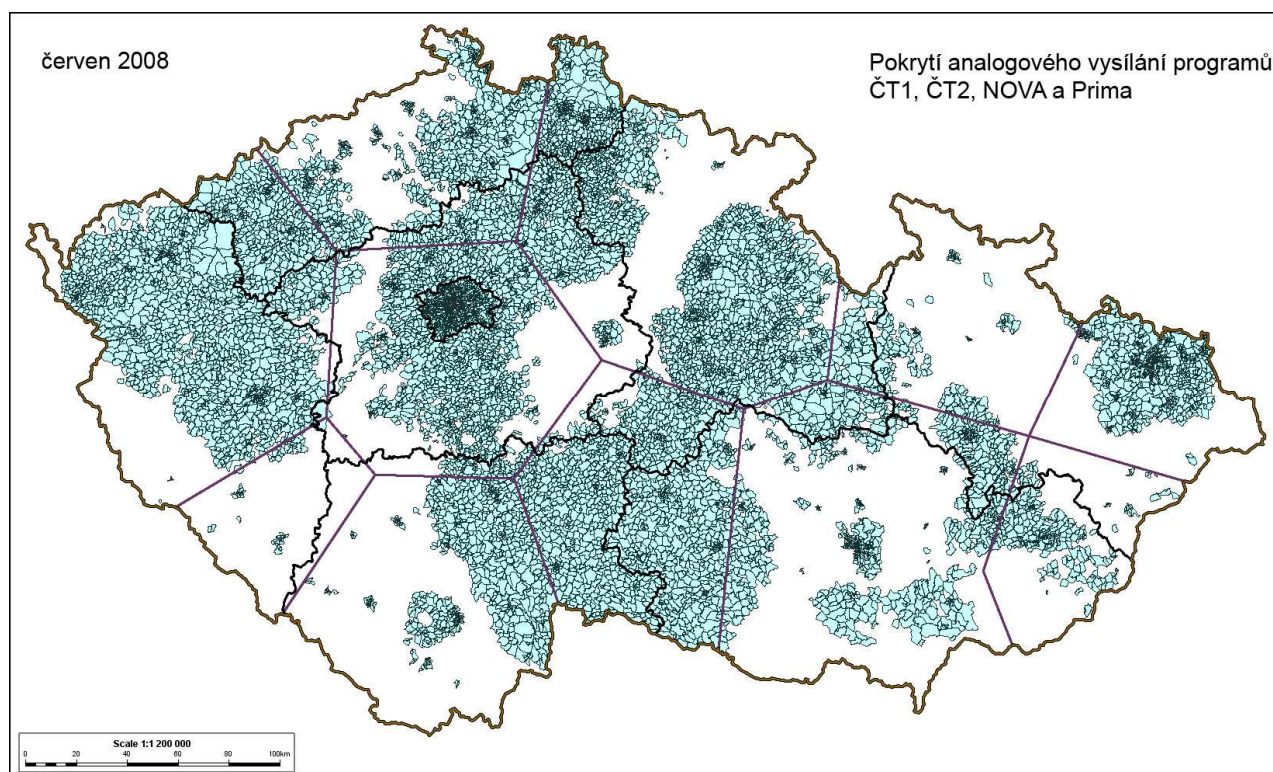 červen 2008
Pokrytí analogového vysílání programů
ČT1, ČT2, NOVA a Prima
Scale 1:1 200 000
0 20 40 60 80 100km